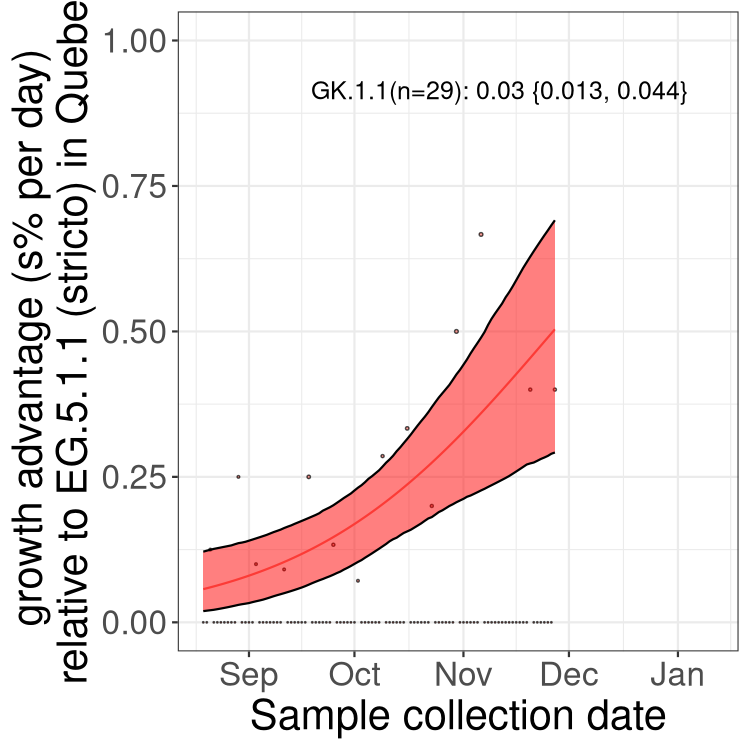 growth advantage (s% per day)
relative to EG.5.1.1 (stricto) in Quebe
1.00
0.75
0.50
0.25
0.00
GK.1.1(n=29): 0.03 {0.013, 0.044}
Sep Oct Nov Dec Jan
Sample collection date